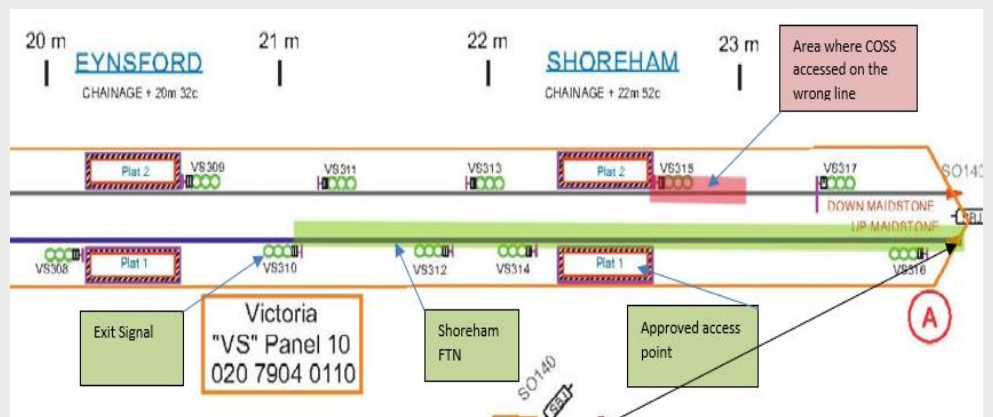 20 m
21 m
22 m
23 m
EYNSFORD
CHAINAGE + 20m 32c
SHOREHAM
CHAINAGE + 22m 52c
Area where COSS
accessed on the
wrong line
Plat 2
VS309
VS311
VS313
Plat 2
VS315
VS317
SO140
DOWN MAIDSTONE
UP MAIDSTONE
SBJ
VS308
Plat 1
VS310
VS312
VS314
Plat 1
VS316
Exit Signal
Victoria
"VS" Panel 10
020 7904 0110
Shoreham
FTN
Approved access
point
A
SO140
SBJ